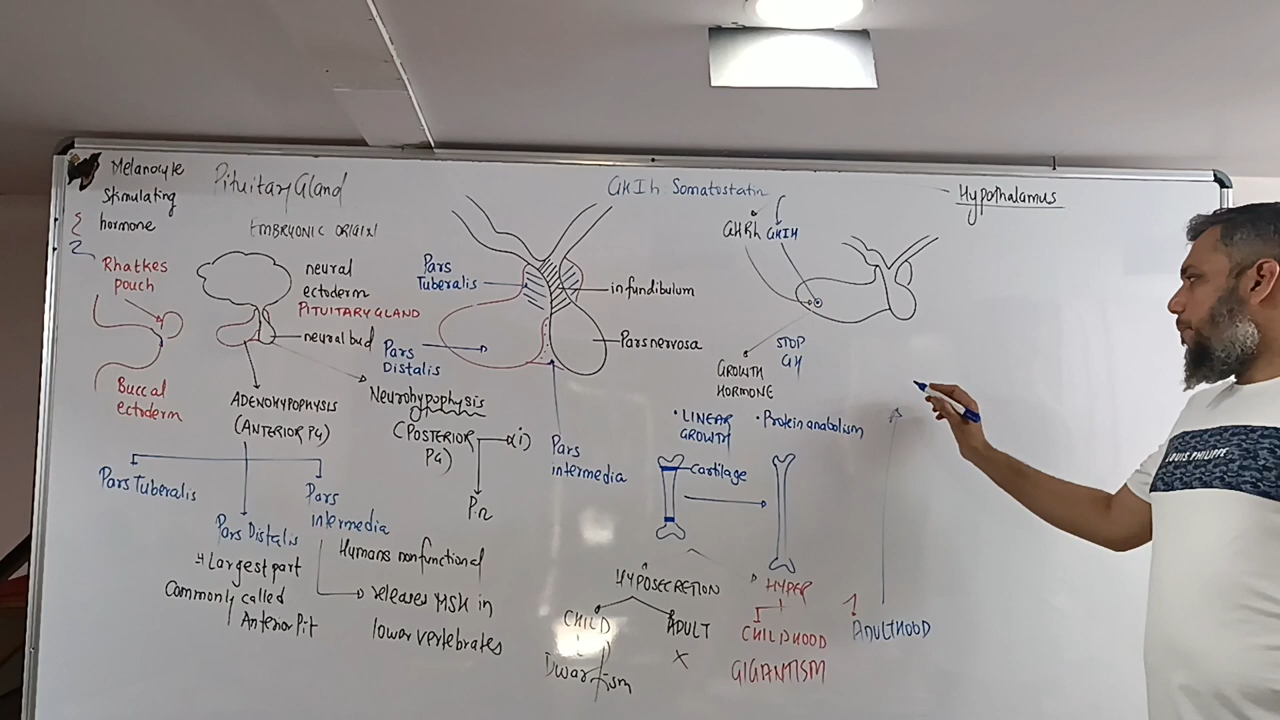 Melanocyte
Stimulating
hormone
Pituitary Gland
EMBRYONIC ORIGIN
Rhatkes
pouch
Buccal
ectoderm
neural
ectoderm
PITUITARY GLAND
neural bud
ADENOHYPOPHYSIS
(ANTERIOR PG)
Neurohypophysis
(POSTERIOR
PG)
P.n
Pars Tuberalis
Pars Distalis
Largest part
Commonly called
Anterior Pit
Pars
intermedia
Humans nonfunctional
releases MSH in
lower vertebrates
Pars
Tuberalis
infundibulum
Pars
Distalis
Pars nervosa
Pars
intermedia
GHIh Somatostatin
GHRh GHIH
STOP
GH
GROWTH
HORMONE
• LINEAR
GROWTH
• Protein anabolism
Cartilage
HYPOSECRETION
CHILD
Dwarfism
ADULT
X
HYPER
CHILDHOOD
GIGANTISM
ADULTHOOD
Hypothalamus
LOUIS PHILIPPE